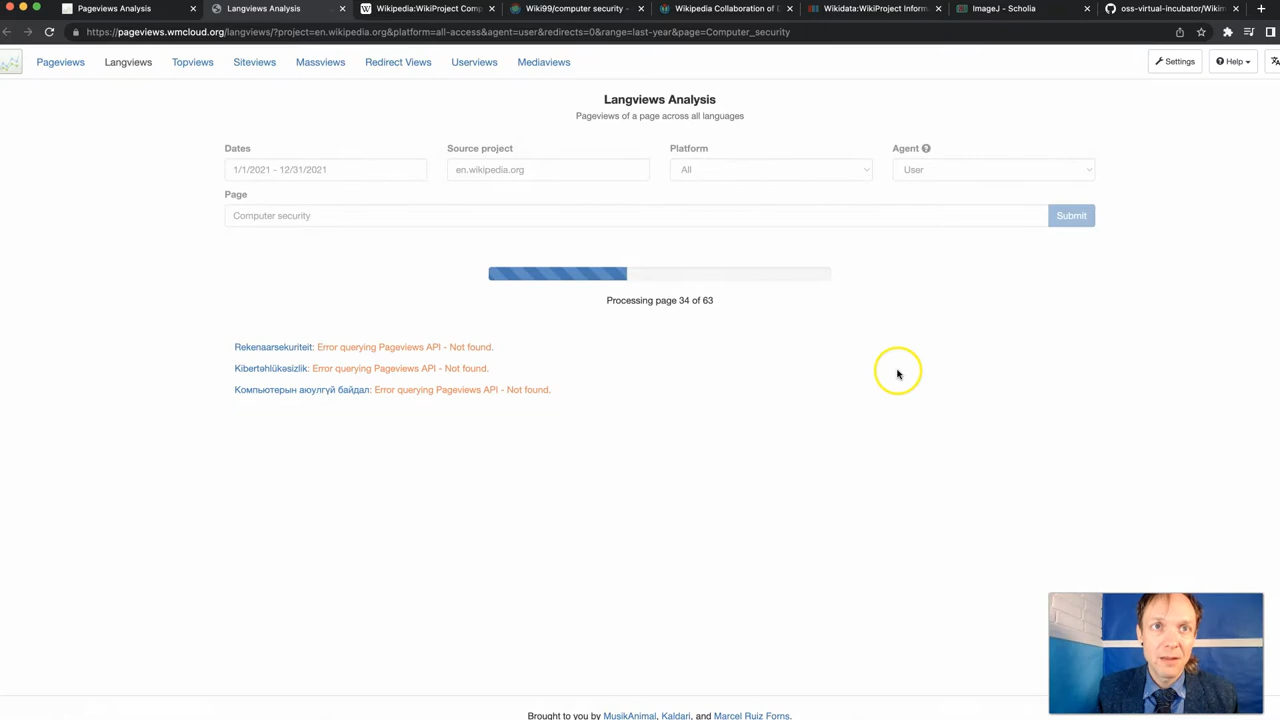 Pageviews Analysis
Langviews Analysis
Wikipedia:WikiProject Comp
Wiki99/computer security -
Wikipedia Collaboration of D
Wikidata:WikiProject Inform
ImageJ - Scholia
oss-virtual-incubator/Wikim
https://pageviews.wmcloud.org/langviews/?project=en.wikipedia.org&platform=all-access&agent=user&redirects=0&range=last-year&page=Computer_security
Pageviews Langviews Topviews Siteviews Massviews Redirect Views Userviews Mediaviews Settings Help
Langviews Analysis
Pageviews of a page across all languages
Dates Source project Platform Agent
1/1/2021 - 12/31/2021 en.wikipedia.org All User
Page
Computer security Submit
Processing page 34 of 63
Rekenaarsekuriteit: Error querying Pageviews API - Not found.
Kibertəhlükəsizlik: Error querying Pageviews API - Not found.
Компьютерын аюулгүй байдал: Error querying Pageviews API - Not found.
Brought to you by MusikAnimal, Kaldari, and Marcel Ruiz Forns.